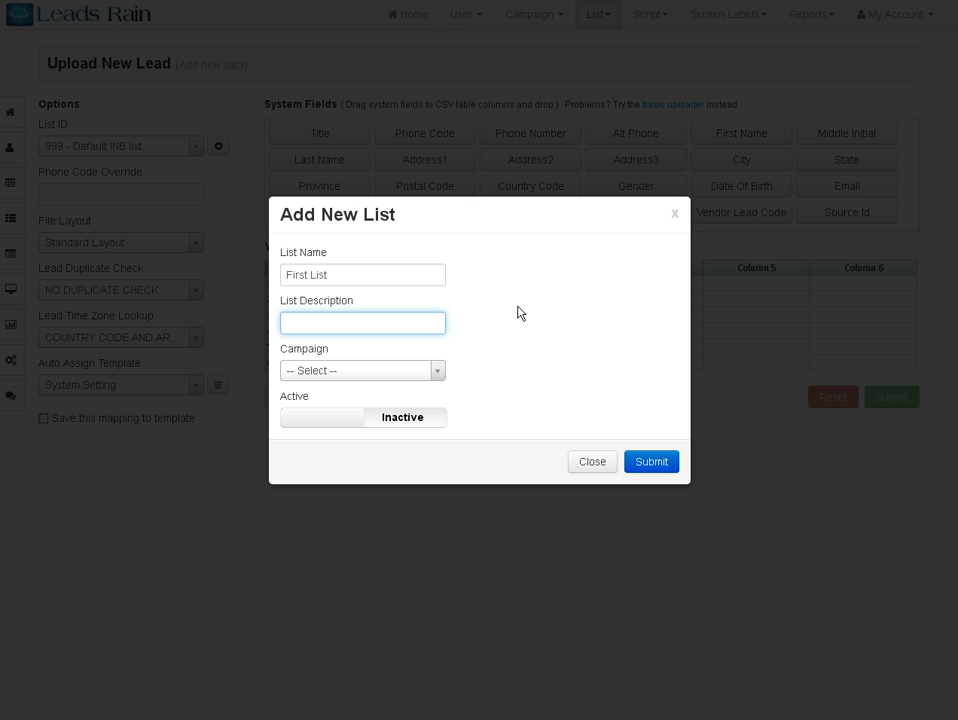 Leads Rain
Home User Campaign List Script Screen Labels Reports My Account
Upload New Lead (Add new data)
Options
List ID
999 - Default INB list
Phone Code Override
File Layout
Standard Layout
Lead Duplicate Check
NO DUPLICATE CHECK
Lead Time Zone Lookup
COUNTRY CODE AND AR...
Auto Assign Template
System Setting
Save this mapping to template
System Fields ( Drag system fields to CSV table columns and drop ) Problems? Try the basic uploader instead.
Title Phone Code Phone Number Alt Phone First Name Middle Initial
Last Name Address1 Address2 Address3 City State
Province Postal Code Country Code Gender Date Of Birth Email
Vendor Lead Code Source Id
Column 5 Column 6
Reset Submit
Add New List x
List Name
First List
List Description
Campaign
-- Select --
Active
Inactive
Close Submit